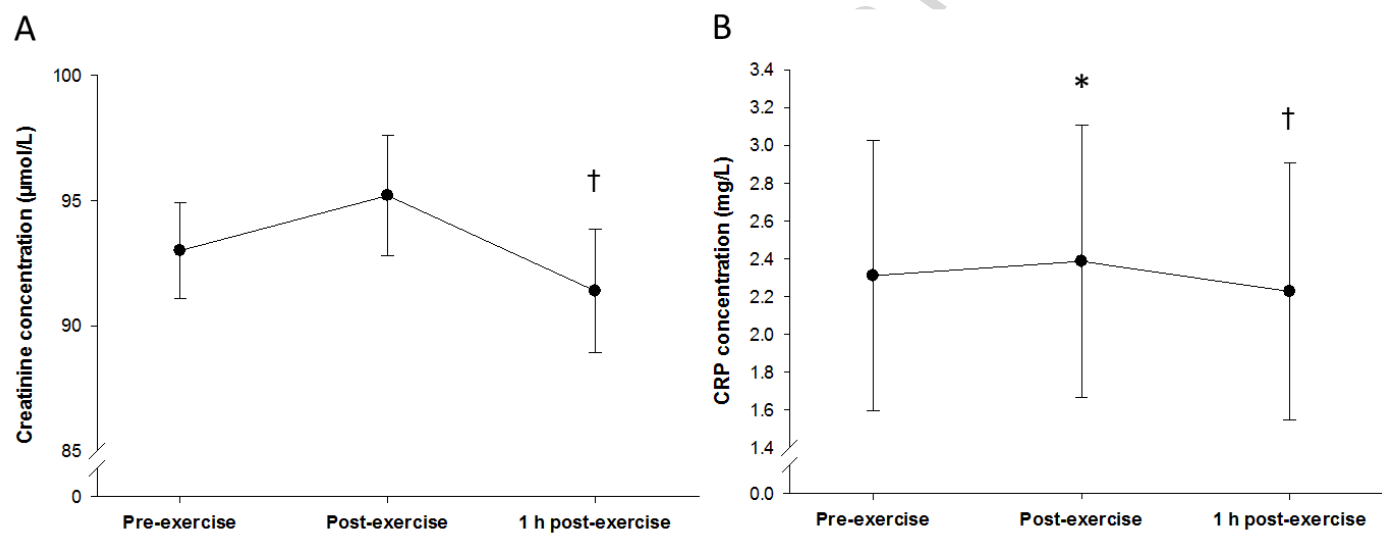 A
Creatinine concentration (µmol/L)
100
95
90
85
0
†
Pre-exercise
Post-exercise
1 h post-exercise
B
CRP concentration (mg/L)
3.4
3.2
3.0
2.8
2.6
2.4
2.2
2.0
1.8
1.6
1.4
0.0
*
†
Pre-exercise
Post-exercise
1 h post-exercise